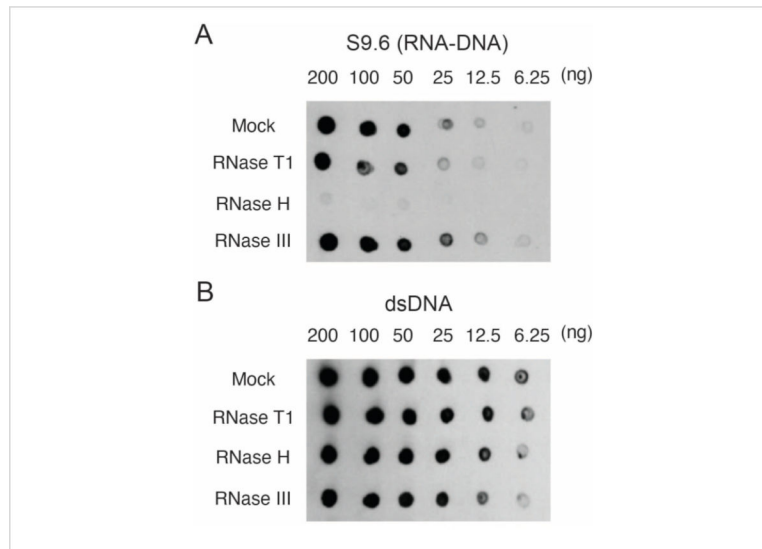 A
S9.6 (RNA-DNA)
200 100 50 25 12.5 6.25 (ng)
Mock
RNase T1
RNase H
RNase III
B
dsDNA
200 100 50 25 12.5 6.25 (ng)
Mock
RNase T1
RNase H
RNase III